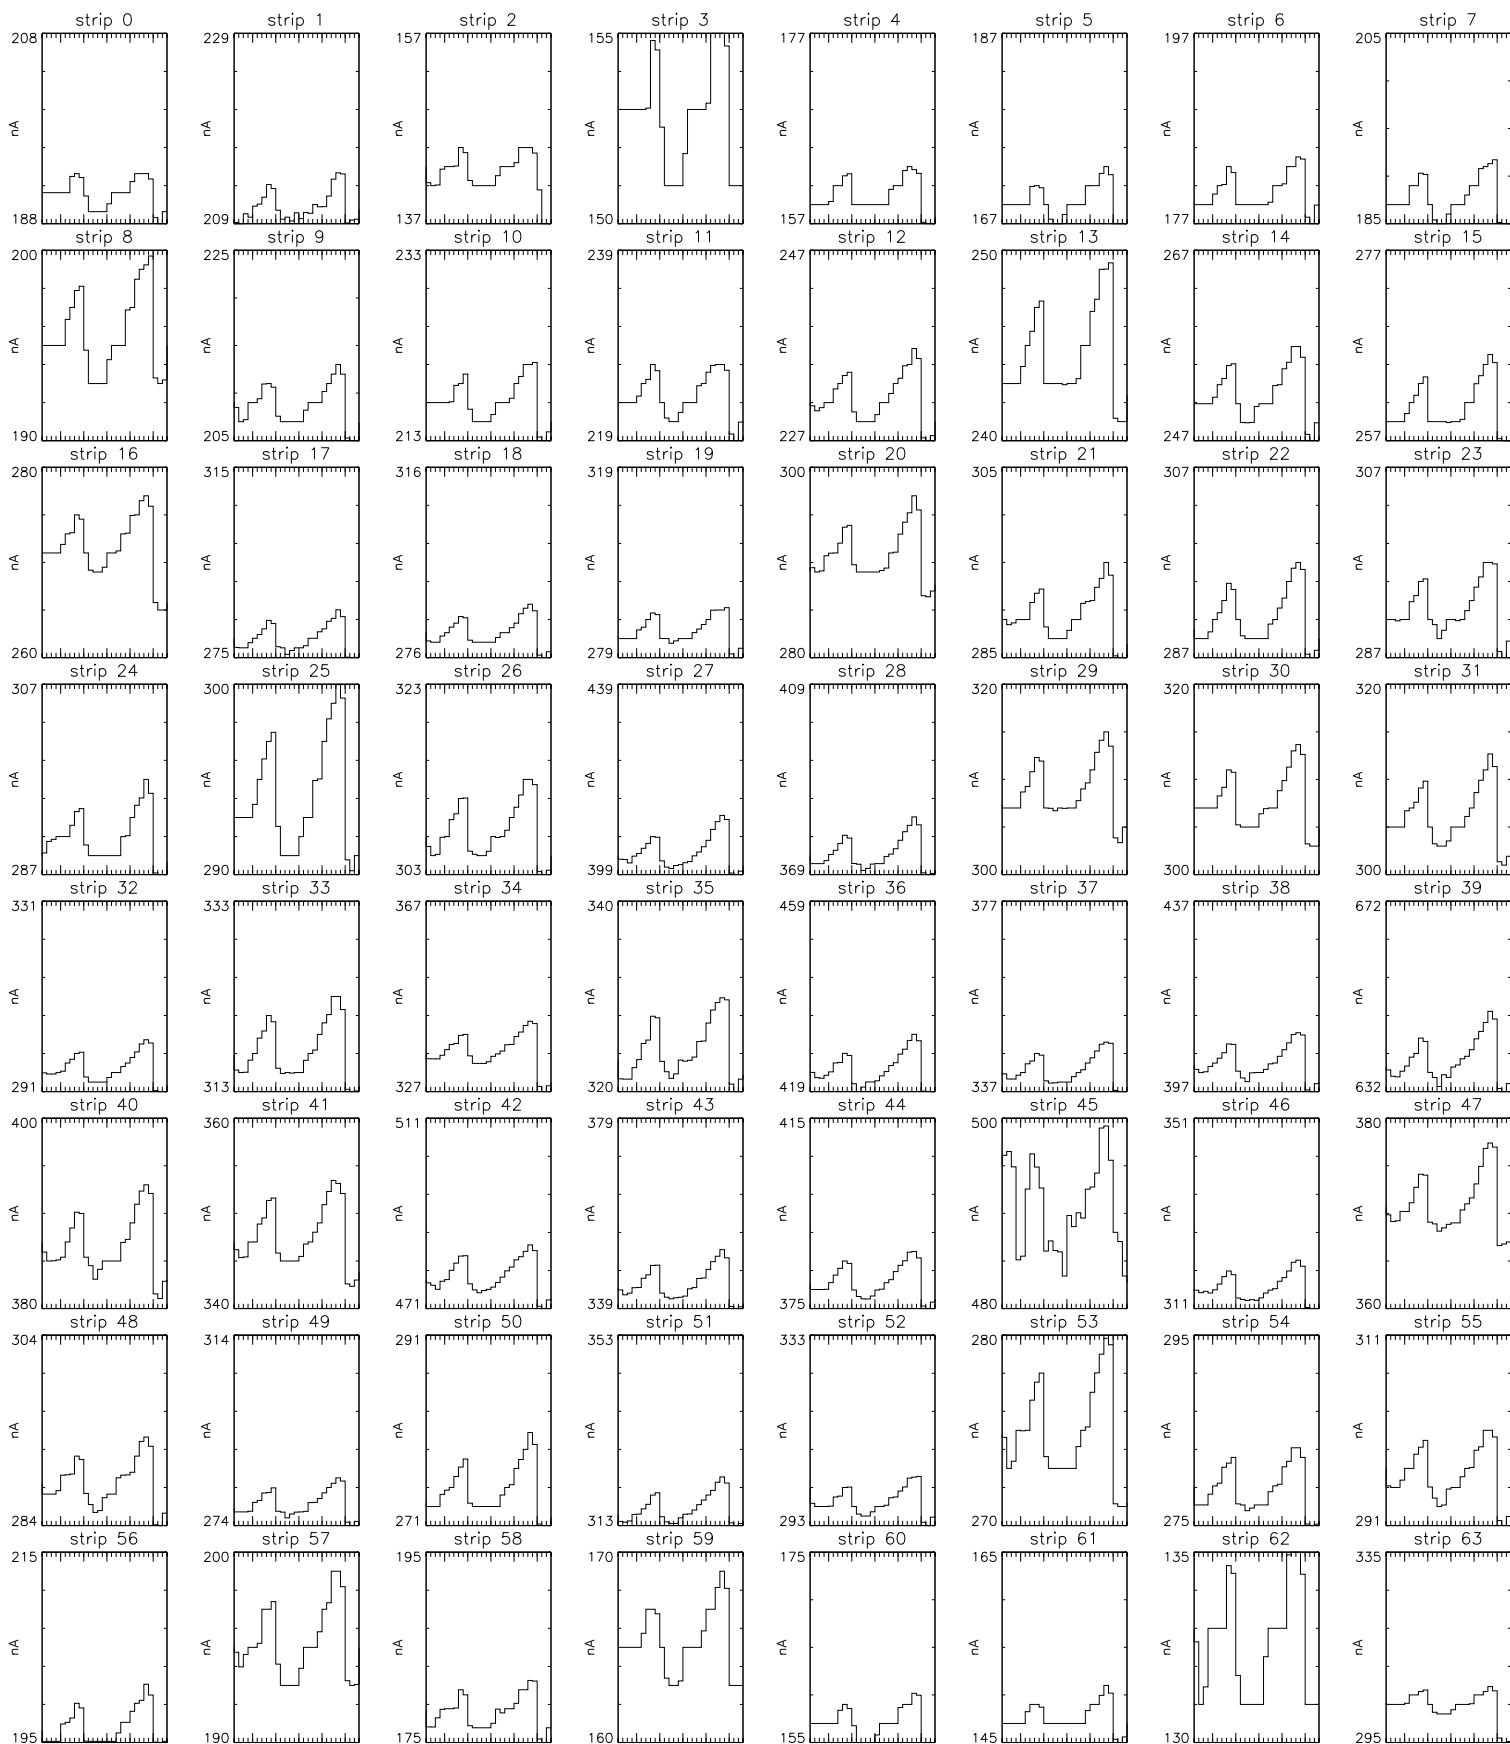 strip 0 strip 1 strip 2 strip 3 strip 4 strip 5 strip 6 strip 7
208 229 157 155 177 187 197 205
nA nA nA nA nA nA nA nA
188 209 137 150 157 167 177 185
strip 8 strip 9 strip 10 strip 11 strip 12 strip 13 strip 14 strip 15
200 225 233 239 247 250 267 277
nA nA nA nA nA nA nA nA
190 205 213 219 227 240 247 257
strip 16 strip 17 strip 18 strip 19 strip 20 strip 21 strip 22 strip 23
280 315 316 319 300 305 307 307
nA nA nA nA nA nA nA nA
260 275 276 279 280 285 287 287
strip 24 strip 25 strip 26 strip 27 strip 28 strip 29 strip 30 strip 31
307 300 323 439 409 320 320 320
nA nA nA nA nA nA nA nA
287 290 303 399 369 300 300 300
strip 32 strip 33 strip 34 strip 35 strip 36 strip 37 strip 38 strip 39
331 333 367 340 459 377 437 672
nA nA nA nA nA nA nA nA
291 313 327 320 419 337 397 632
strip 40 strip 41 strip 42 strip 43 strip 44 strip 45 strip 46 strip 47
400 360 511 379 415 500 351 380
nA nA nA nA nA nA nA nA
380 340 471 339 375 480 311 360
strip 48 strip 49 strip 50 strip 51 strip 52 strip 53 strip 54 strip 55
304 314 291 353 333 280 295 311
nA nA nA nA nA nA nA nA
284 274 271 313 293 270 275 291
strip 56 strip 57 strip 58 strip 59 strip 60 strip 61 strip 62 strip 63
215 200 195 170 175 165 135 335
nA nA nA nA nA nA nA nA
195 190 175 160 155 145 130 295